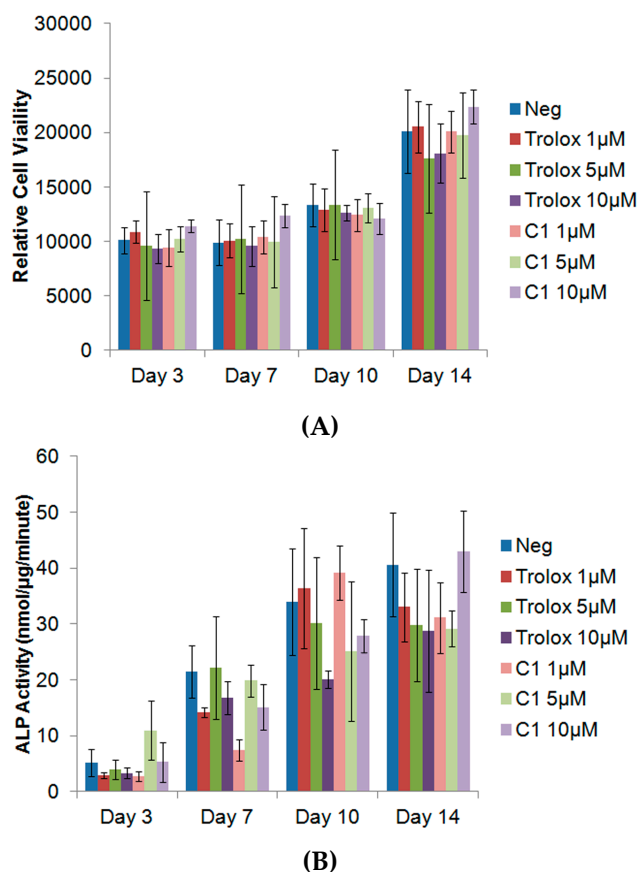 30000
25000
20000
15000
10000
5000
0
Relative Cell Viaility
Day 3 Day 7 Day 10 Day 14
Neg
Trolox 1µM
Trolox 5µM
Trolox 10µM
C1 1µM
C1 5µM
C1 10µM
(A)
60
50
40
30
20
10
0
ALP Activity (nmol/µg/minute)
Day 3 Day 7 Day 10 Day 14
Neg
Trolox 1µM
Trolox 5µM
Trolox 10µM
C1 1µM
C1 5µM
C1 10µM
(B)